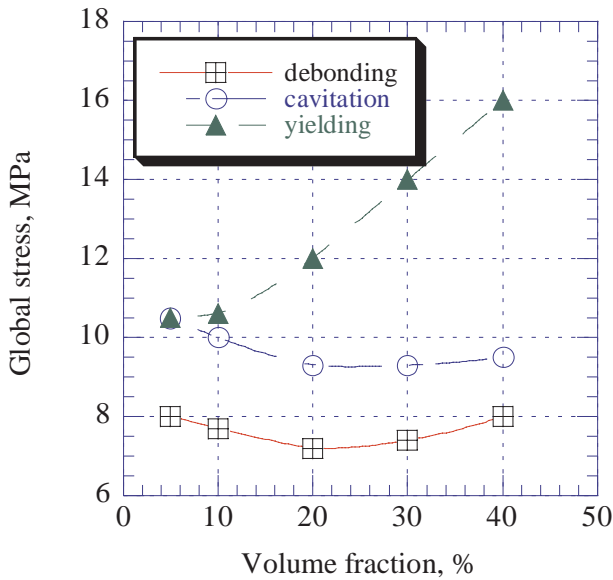 18
16
14
12
10
8
6
Global stress, MPa
debonding
cavitation
yielding
0
10
20
30
40
50
Volume fraction, %